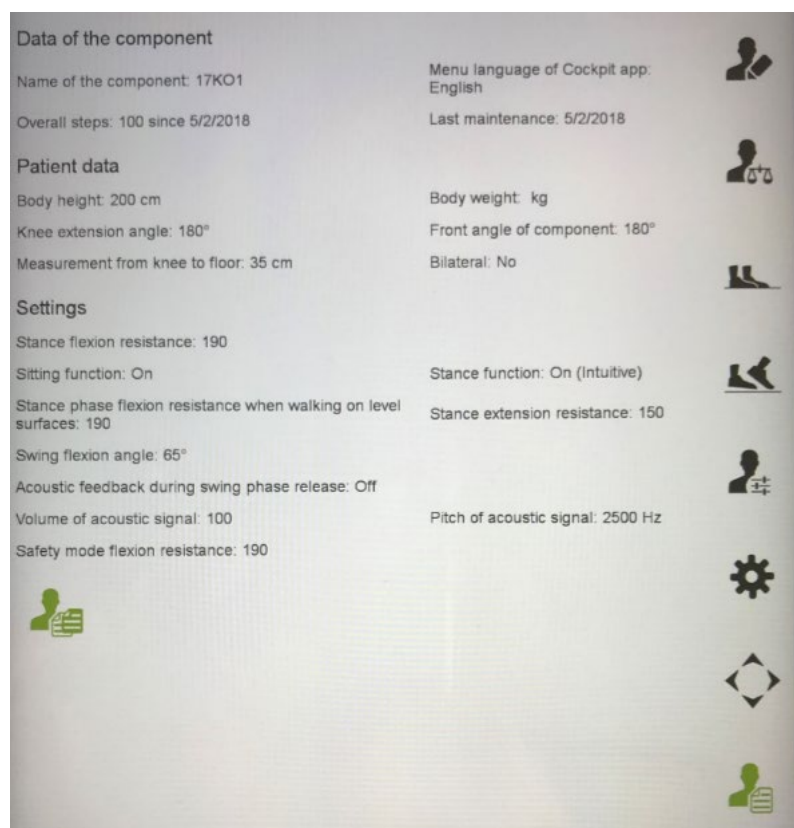 Data of the component
Name of the component: 17KO1
Menu language of Cockpit app:
English
Overall steps: 100 since 5/2/2018
Last maintenance: 5/2/2018
Patient data
Body height: 200 cm
Body weight: kg
Knee extension angle: 180°
Front angle of component: 180°
Measurement from knee to floor: 35 cm
Bilateral: No
Settings
Stance flexion resistance: 190
Sitting function: On
Stance function: On (Intuitive)
Stance phase flexion resistance when walking on level
surfaces: 190
Stance extension resistance: 150
Swing flexion angle: 65°
Acoustic feedback during swing phase release: Off
Volume of acoustic signal: 100
Pitch of acoustic signal: 2500 Hz
Safety mode flexion resistance: 190